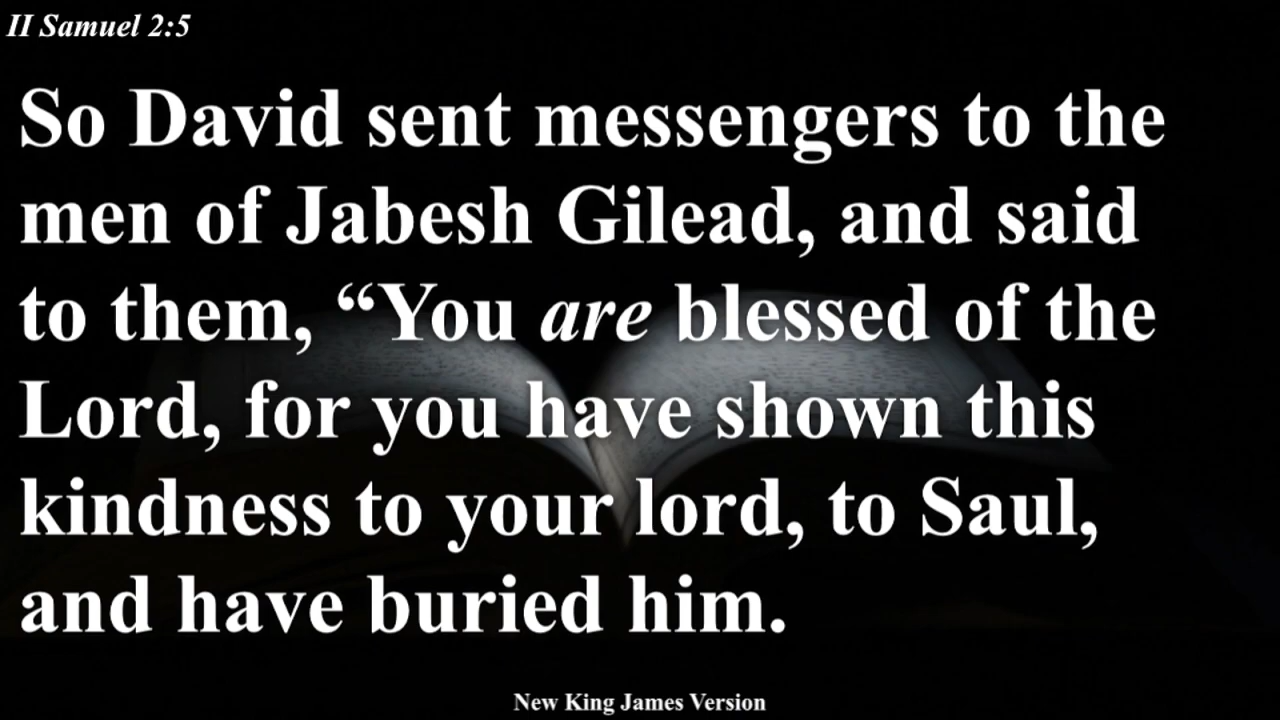 II Samuel 2:5
So David sent messengers to the
men of Jabesh Gilead, and said
to them, “You are blessed of the
Lord, for you have shown this
kindness to your lord, to Saul,
and have buried him.
New King James Version